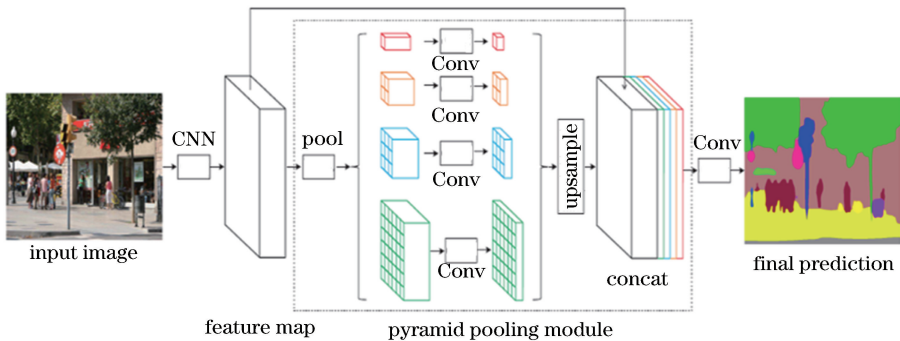 CNN
input image
feature map
pool
Conv
Conv
Conv
Conv
upsample
concat
pyramid pooling module
Conv
final prediction